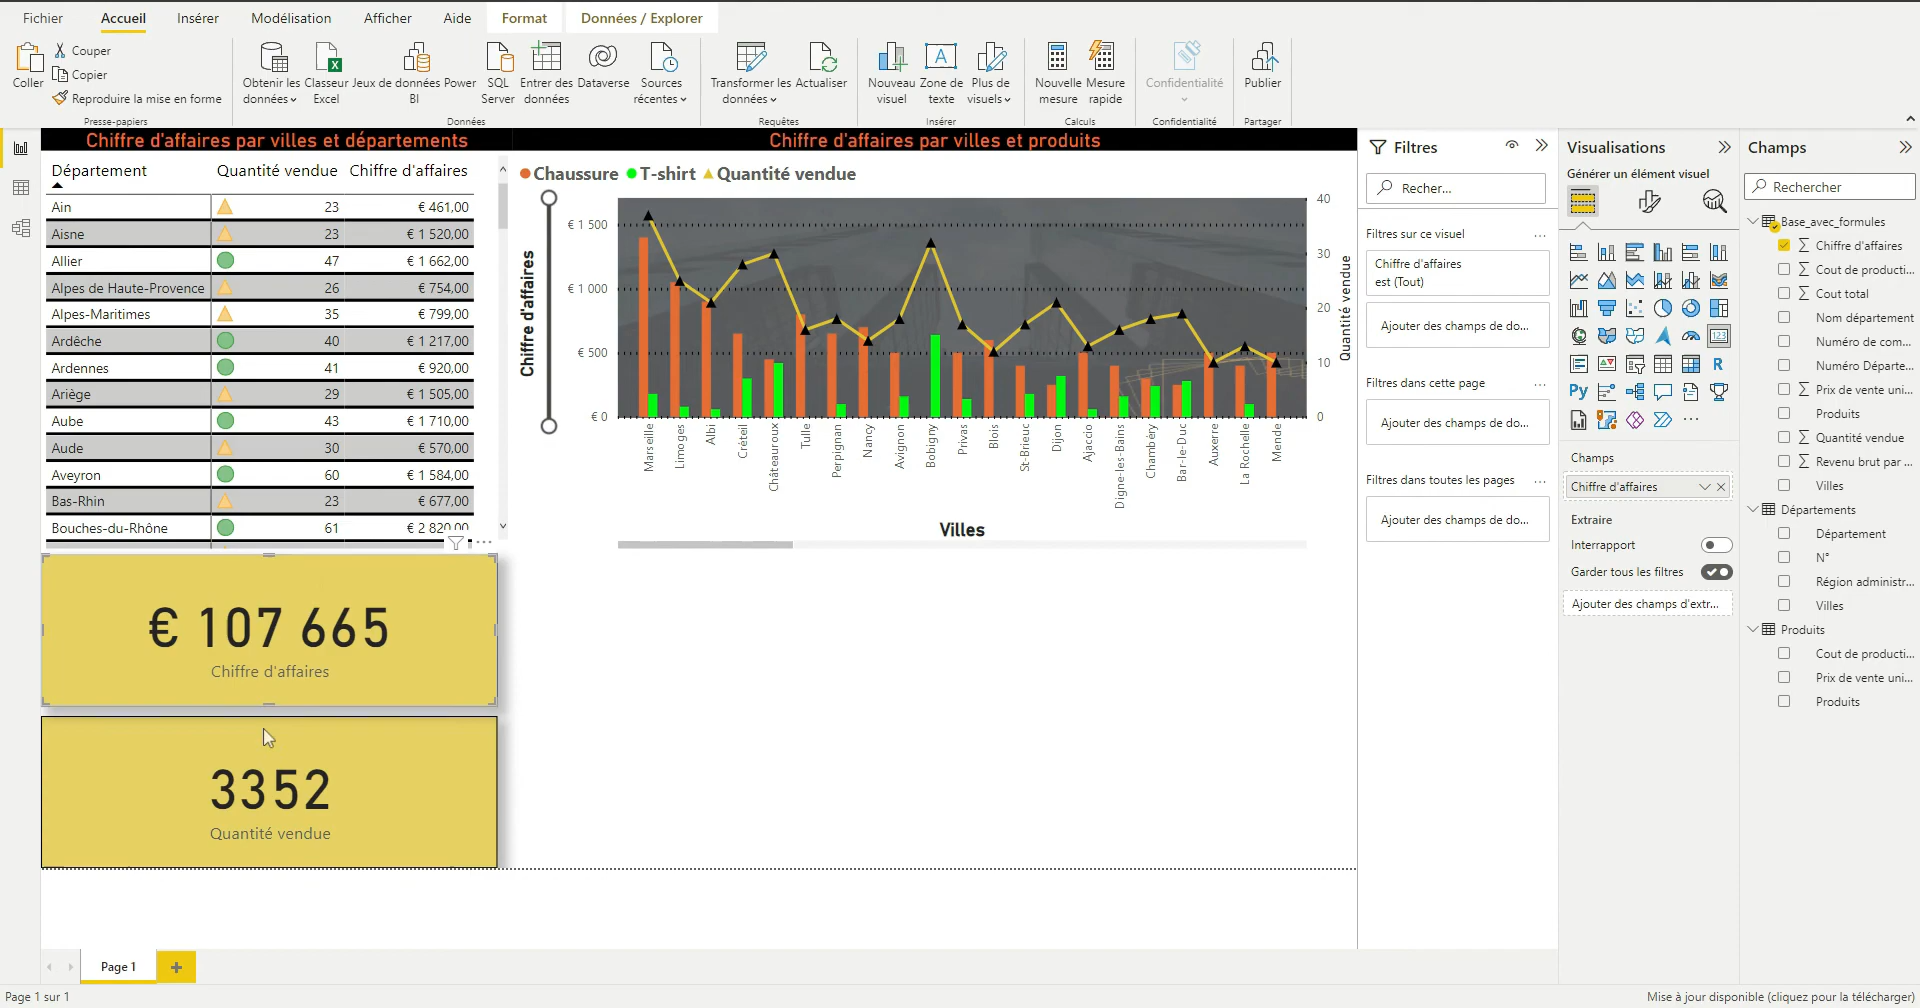 Fichier
Accueil
Insérer
Modélisation
Afficher
Aide
Format
Données / Explorer
Coller
Couper
Copier
Reproduire la mise en forme
Presse-papiers
Obtenir les données
Classeur Excel
Jeux de données Power BI
SQL Server
Entrer des données
Dataverse
Sources récentes
Données
Transformer les données
Actualiser
Requêtes
Nouveau visuel
Zone de texte
Plus de visuels
Insérer
Nouvelle mesure
Mesure rapide
Calculs
Confidentialité
Confidentialité
Publier
Partager
Chiffre d'affaires par villes et départements
Département Quantité vendue Chiffre d'affaires
Ain 23 € 461,00
Aisne 23 € 1 520,00
Allier 47 € 1 662,00
Alpes de Haute-Provence 26 € 754,00
Alpes-Maritimes 35 € 799,00
Ardêche 40 € 1 217,00
Ardennes 41 € 920,00
Ariège 29 € 1 505,00
Aube 43 € 1 710,00
Aude 30 € 570,00
Aveyron 60 € 1 584,00
Bas-Rhin 23 € 677,00
Bouches-du-Rhône 61 € 2 820,00
€ 107 665
Chiffre d'affaires
3352
Quantité vendue
Chiffre d'affaires par villes et produits
Chaussure T-shirt Quantité vendue
Chiffre d'affaires
€ 1 500
€ 1 000
€ 500
€ 0
40
30
20
10
0
Quantité vendue
Marseille
Limoges
Albi
Créteil
Châteauroux
Tulle
Perpignan
Nancy
Avignon
Bobigny
Privas
Blois
St-Brieuc
Dijon
Ajaccio
Digne-les-Bains
Chambéry
Bar-le-Duc
Auxerre
La Rochelle
Mende
Villes
Filtres
Recher...
Filtres sur ce visuel ...
Chiffre d'affaires
est (Tout)
Ajouter des champs de do...
Filtres dans cette page ...
Ajouter des champs de do...
Filtres dans toutes les pages ...
Ajouter des champs de do...
Visualisations
Générer un élément visuel
123
R
Py
...
Champs
Chiffre d'affaires
Extraire
Interrapport
Garder tous les filtres
Ajouter des champs d'extr...
Champs
Rechercher
Base_avec_formules
Chiffre d'affaires
Cout de producti...
Cout total
Nom département
Numéro de com...
Numéro Départe...
Prix de vente uni...
Produits
Quantité vendue
Revenu brut par ...
Villes
Départements
Département
N°
Région administr...
Villes
Produits
Cout de producti...
Prix de vente uni...
Produits
Page 1
Page 1 sur 1
Mise à jour disponible (cliquez pour la télécharger)